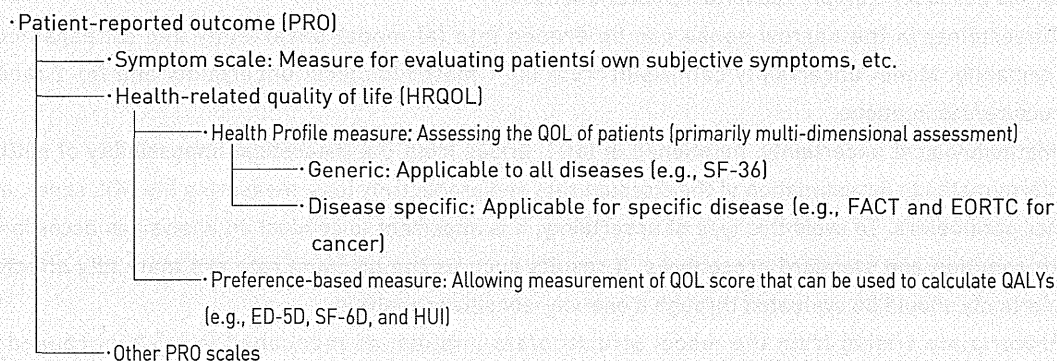 ·Patient-reported outcome (PRO)
·Symptom scale: Measure for evaluating patientsí own subjective symptoms, etc.
·Health-related quality of life (HRQOL)
·Health Profile measure: Assessing the QOL of patients (primarily multi-dimensional assessment)
·Generic: Applicable to all diseases (e.g., SF-36)
·Disease specific: Applicable for specific disease (e.g., FACT and EORTC for
cancer)
·Preference-based measure: Allowing measurement of QOL score that can be used to calculate QALYs
(e.g., ED-5D, SF-6D, and HUI)
·Other PRO scales